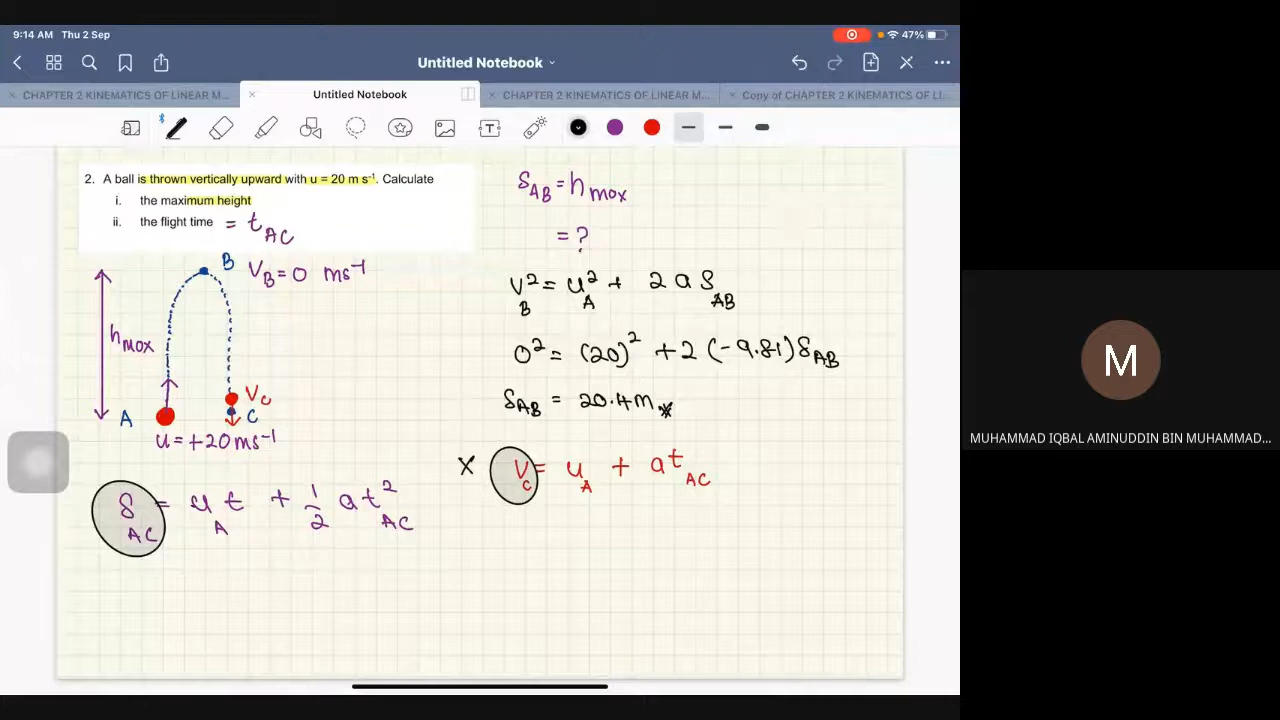 9:14 AM Thu 2 Sep
47%
Untitled Notebook
CHAPTER 2 KINEMATICS OF LINEAR M...
Untitled Notebook
CHAPTER 2 KINEMATICS OF LINEAR M...
Copy of CHAPTER 2 KINEMATICS OF LI...
2. A ball is thrown vertically upward with u = 20 m s⁻¹. Calculate
i. the maximum height
ii. the flight time = t_AC
B V_B = 0 ms⁻¹
h_max
A
V_C
C
u = +20 ms⁻¹
S_AC = u_A t + 1/2 a t²_AC
S_AB = h_max
= ?
V²_B = u²_A + 2 a S_AB
0² = (20)² + 2 (-9.81) S_AB
S_AB = 20.4m
X V_C = u_A + a t_AC
M
MUHAMMAD IQBAL AMINUDDIN BIN MUHAMMAD...